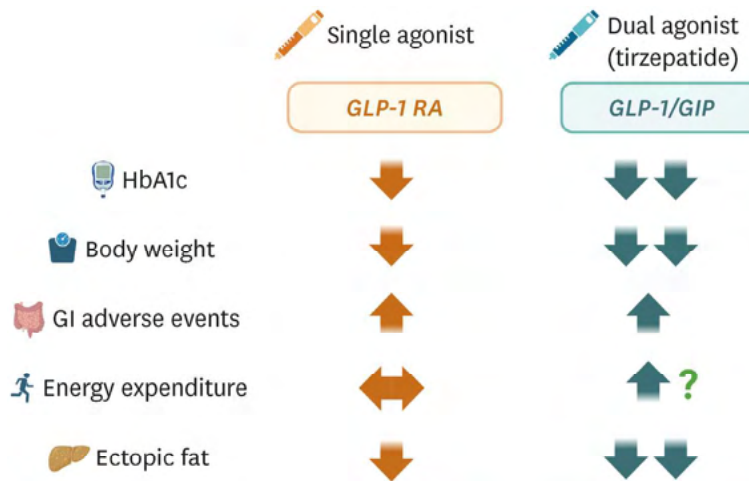 Single agonist
Dual agonist
(tirzepatide)
GLP-1 RA
GLP-1/GIP
HbA1c
Body weight
GI adverse events
Energy expenditure
?
Ectopic fat